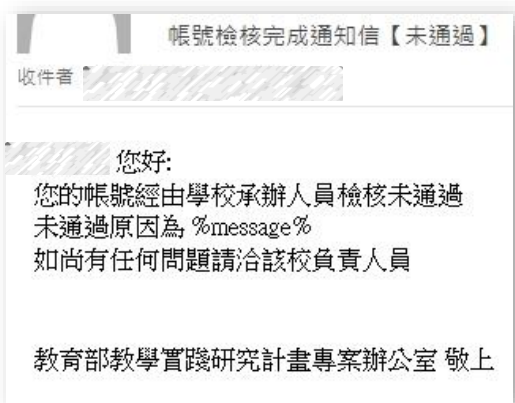 帳號檢核完成通知信【未通過】
收件者
您好:
您的帳號經由學校承辦人員檢核未通過
未通過原因為 %message%
如尚有任何問題請洽該校負責人員
教育部教學實踐研究計畫專案辦公室 敬上